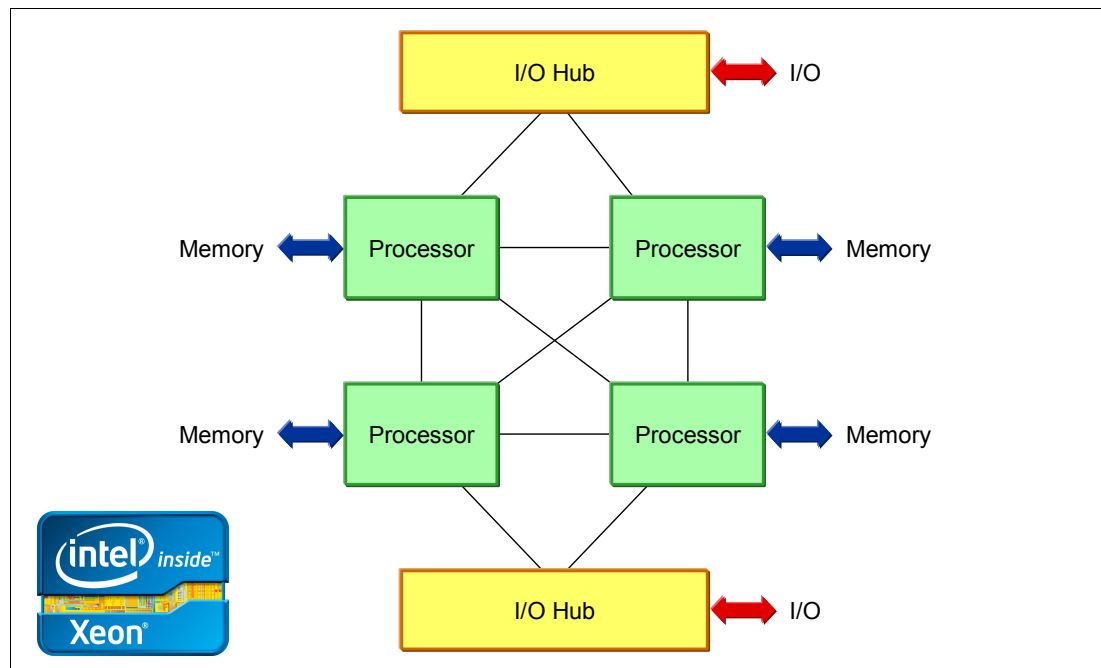 I/O Hub
I/O
Memory
Processor
Processor
Memory
Memory
Processor
Processor
Memory
I/O Hub
I/O
intel® inside™
Xeon®